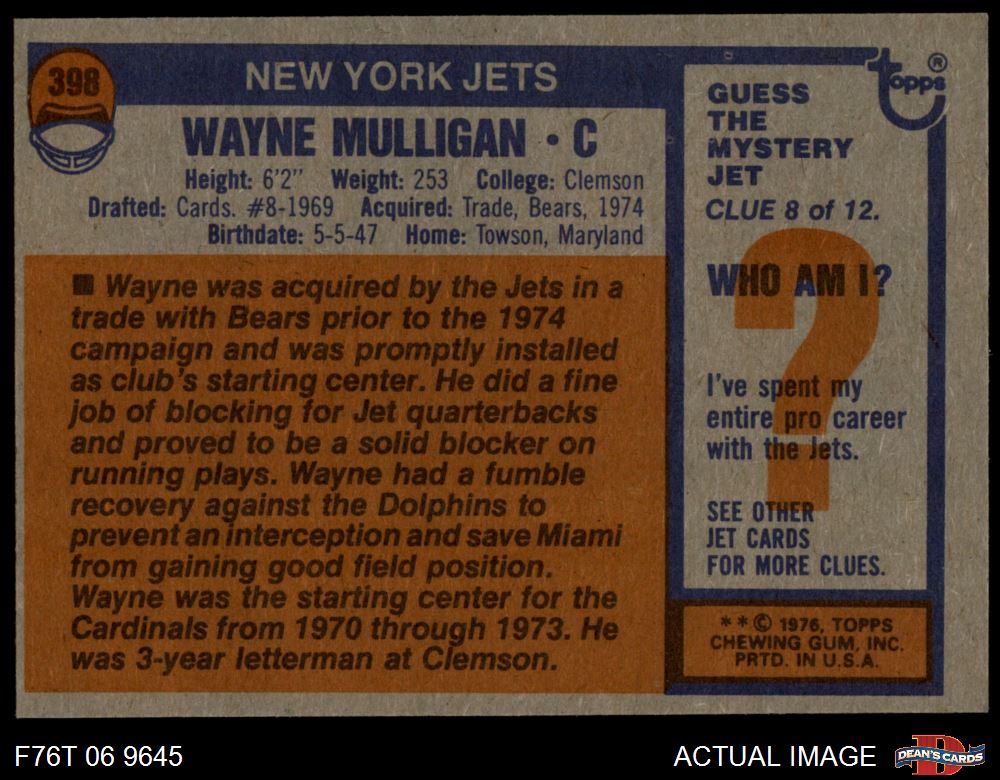 398
NEW YORK JETS
WAYNE MULLIGAN • C
Height: 6'2" Weight: 253 College: Clemson
Drafted: Cards. #8-1969 Acquired: Trade, Bears, 1974
Birthdate: 5-5-47 Home: Towson, Maryland
■ Wayne was acquired by the Jets in a
trade with Bears prior to the 1974
campaign and was promptly installed
as club's starting center. He did a fine
job of blocking for Jet quarterbacks
and proved to be a solid blocker on
running plays. Wayne had a fumble
recovery against the Dolphins to
prevent an interception and save Miami
from gaining good field position.
Wayne was the starting center for the
Cardinals from 1970 through 1973. He
was 3-year letterman at Clemson.
topps®
GUESS
THE
MYSTERY
JET
CLUE 8 of 12.
WHO AM I?
?
I've spent my
entire pro career
with the Jets.
SEE OTHER
JET CARDS
FOR MORE CLUES.
**© 1976, TOPPS
CHEWING GUM, INC.
PRTD. IN U.S.A.
F76T 06 9645
ACTUAL IMAGE
D
DEAN'S CARDS